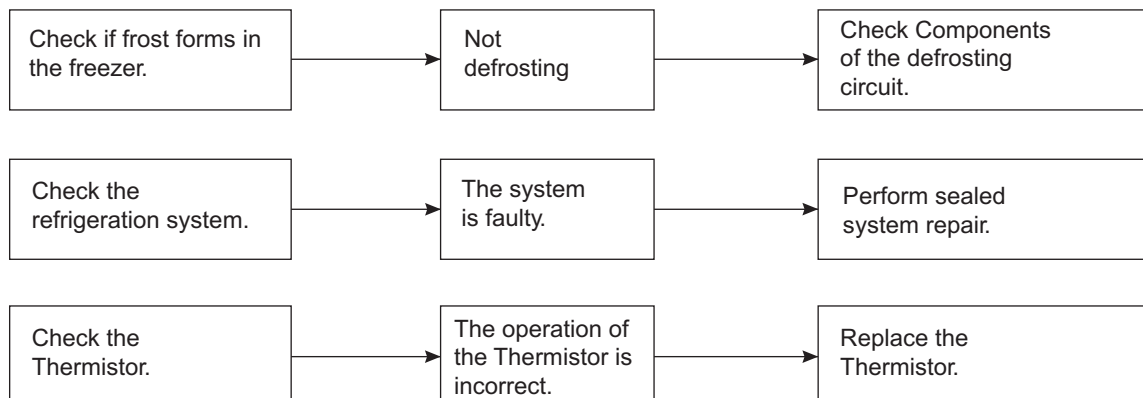 Check if frost forms in
the freezer.
Not
defrosting
Check Components
of the defrosting
circuit.
Check the
refrigeration system.
The system
is faulty.
Perform sealed
system repair.
Check the
Thermistor.
The operation of
the Thermistor is
incorrect.
Replace the
Thermistor.